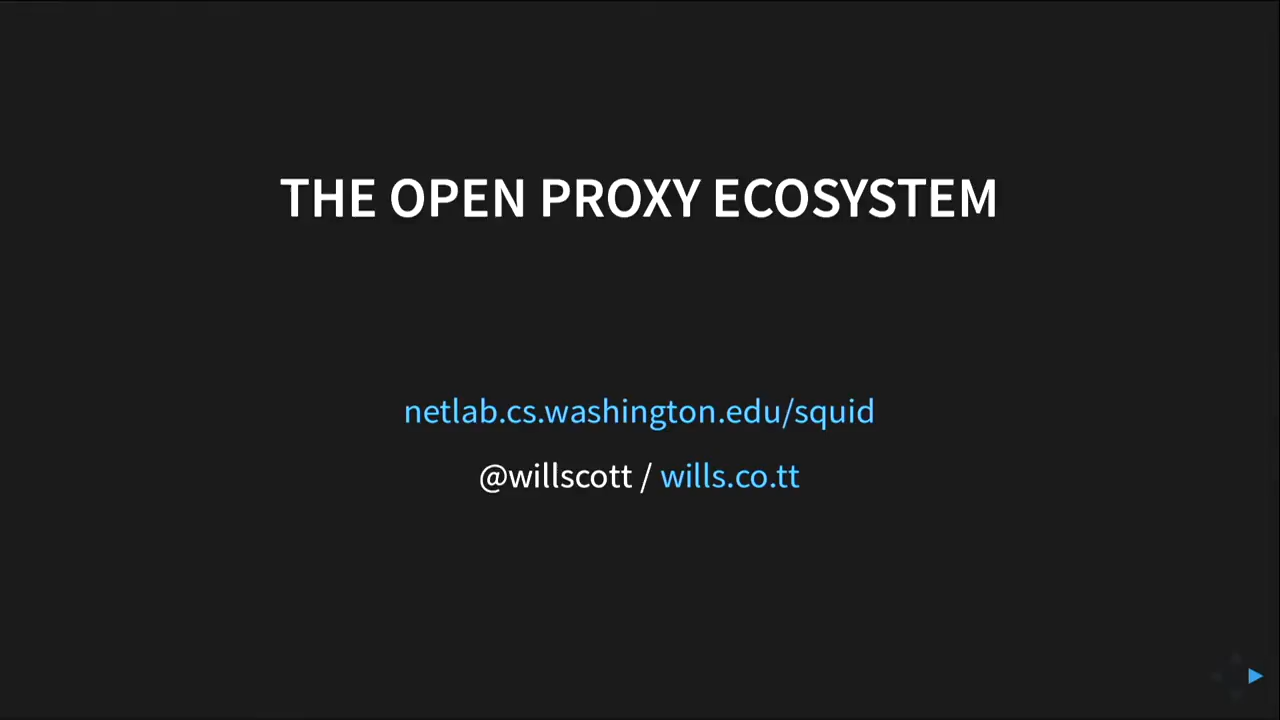 THE OPEN PROXY ECOSYSTEM
netlab.cs.washington.edu/squid
@willscott / wills.co.tt